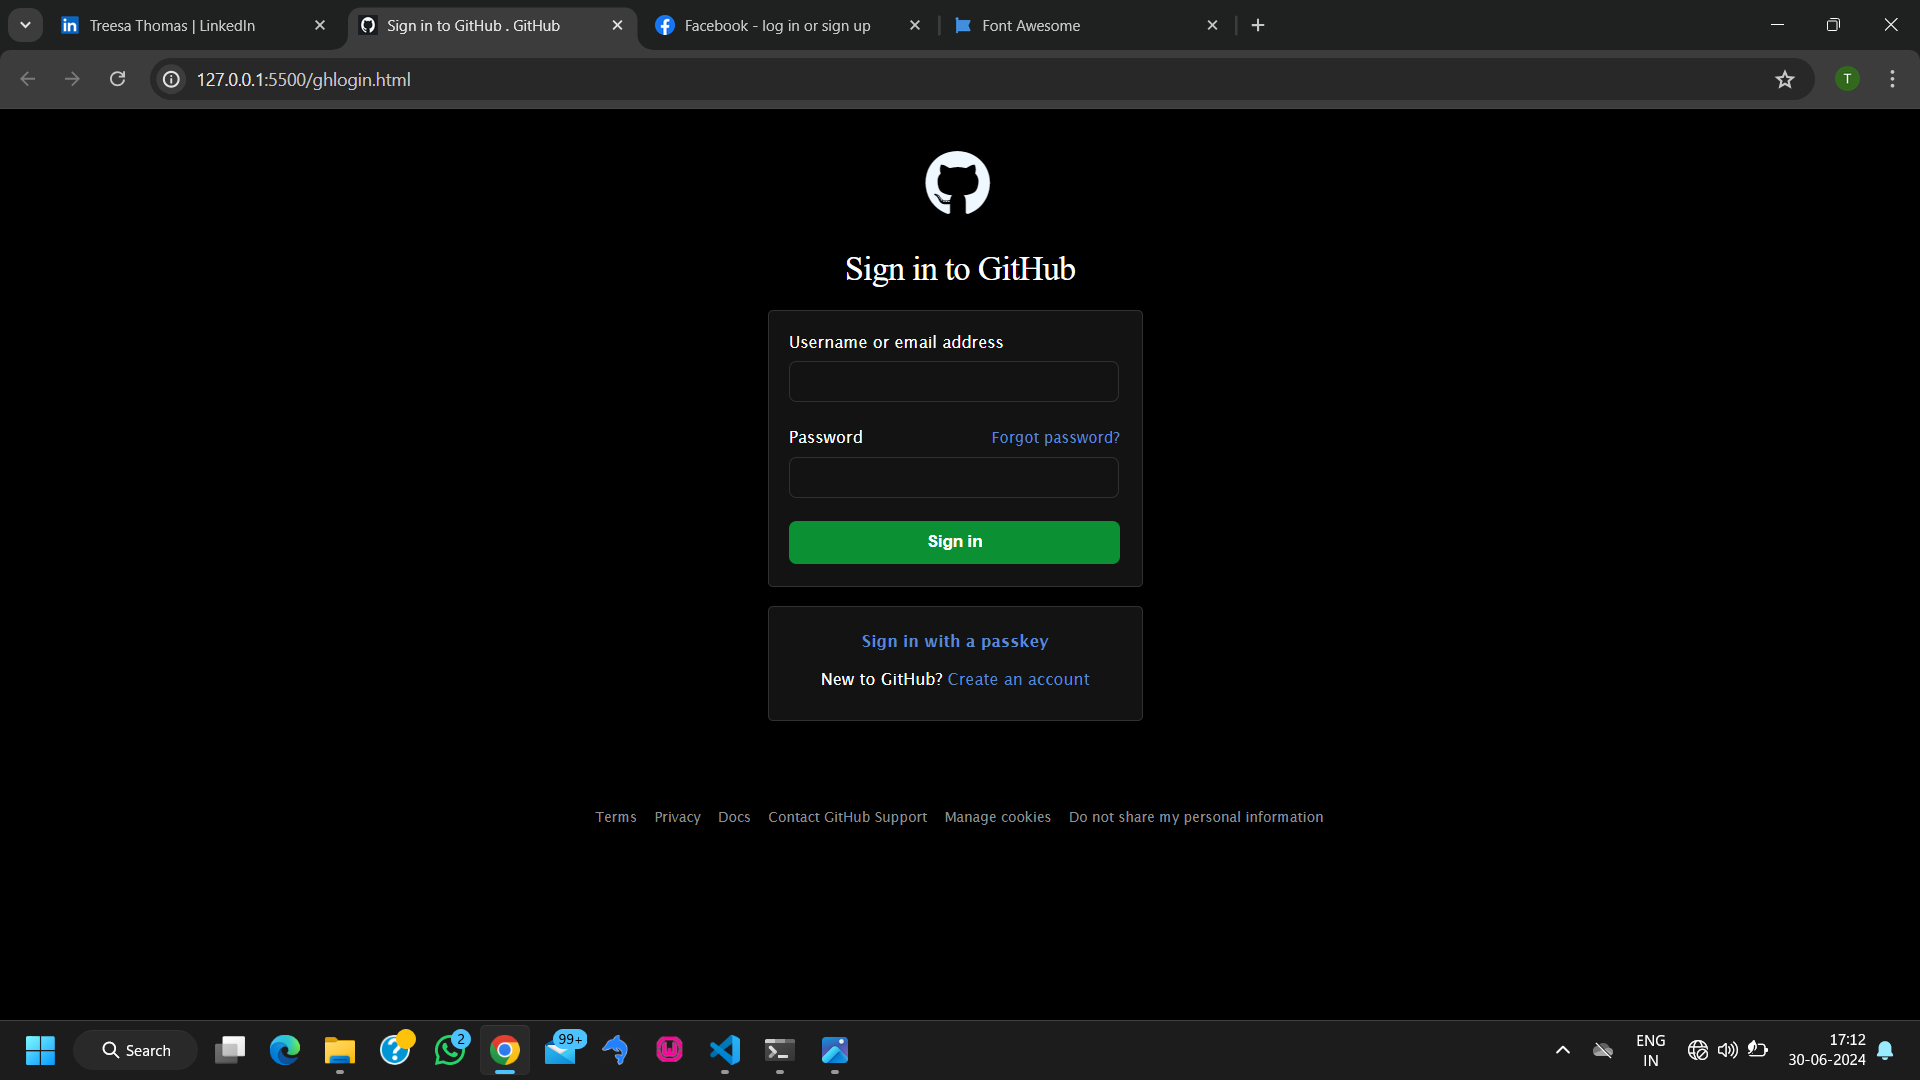 Treesa Thomas | LinkedIn
Sign in to GitHub . GitHub
Facebook - log in or sign up
Font Awesome
127.0.0.1:5500/ghlogin.html
T
Sign in to GitHub
Username or email address
Password Forgot password?
Sign in
Sign in with a passkey
New to GitHub? Create an account
Terms Privacy Docs Contact GitHub Support Manage cookies Do not share my personal information
Search
2
99+
ENG
IN
17:12
30-06-2024